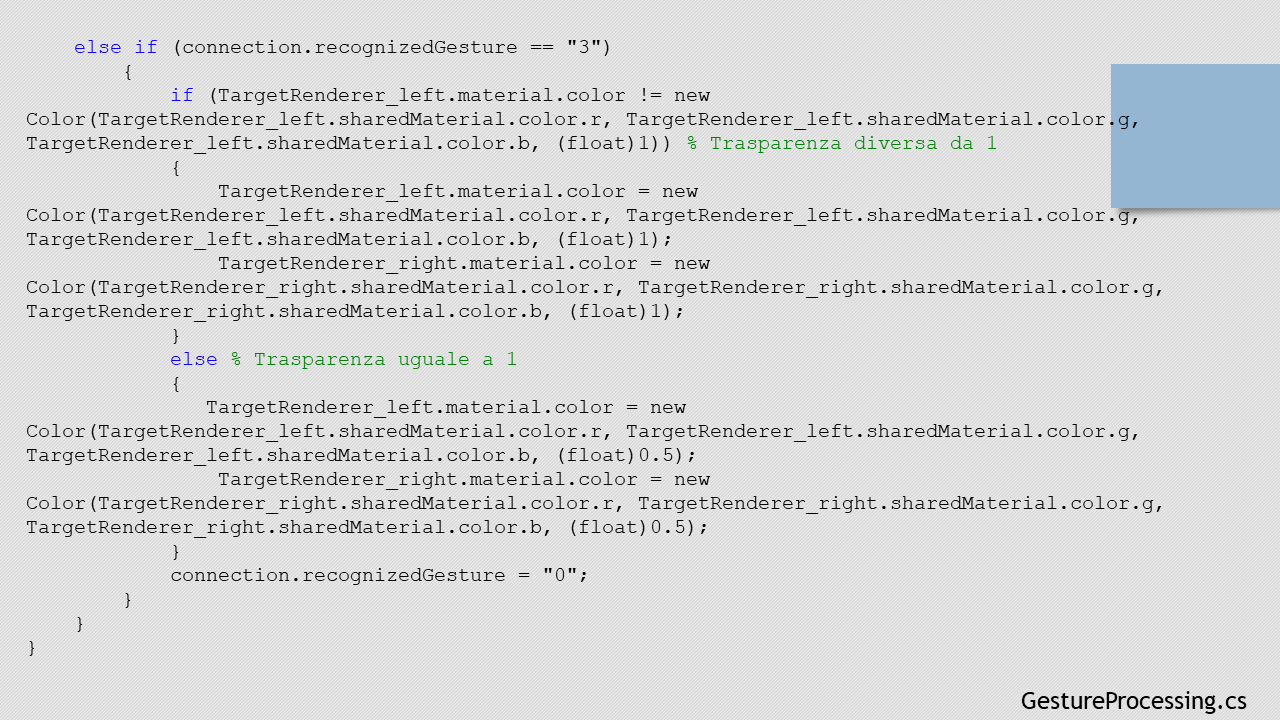 else if (connection.recognizedGesture == "3")
{
if (TargetRenderer_left.material.color != new
Color(TargetRenderer_left.sharedMaterial.color.r, TargetRenderer_left.sharedMaterial.color.g,
TargetRenderer_left.sharedMaterial.color.b, (float)1)) % Trasparenza diversa da 1
{
TargetRenderer_left.material.color = new
Color(TargetRenderer_left.sharedMaterial.color.r, TargetRenderer_left.sharedMaterial.color.g,
TargetRenderer_left.sharedMaterial.color.b, (float)1);
TargetRenderer_right.material.color = new
Color(TargetRenderer_right.sharedMaterial.color.r, TargetRenderer_right.sharedMaterial.color.g,
TargetRenderer_right.sharedMaterial.color.b, (float)1);
}
else % Trasparenza uguale a 1
{
TargetRenderer_left.material.color = new
Color(TargetRenderer_left.sharedMaterial.color.r, TargetRenderer_left.sharedMaterial.color.g,
TargetRenderer_left.sharedMaterial.color.b, (float)0.5);
TargetRenderer_right.material.color = new
Color(TargetRenderer_right.sharedMaterial.color.r, TargetRenderer_right.sharedMaterial.color.g,
TargetRenderer_right.sharedMaterial.color.b, (float)0.5);
}
connection.recognizedGesture = "0";
}
}
}
GestureProcessing.cs